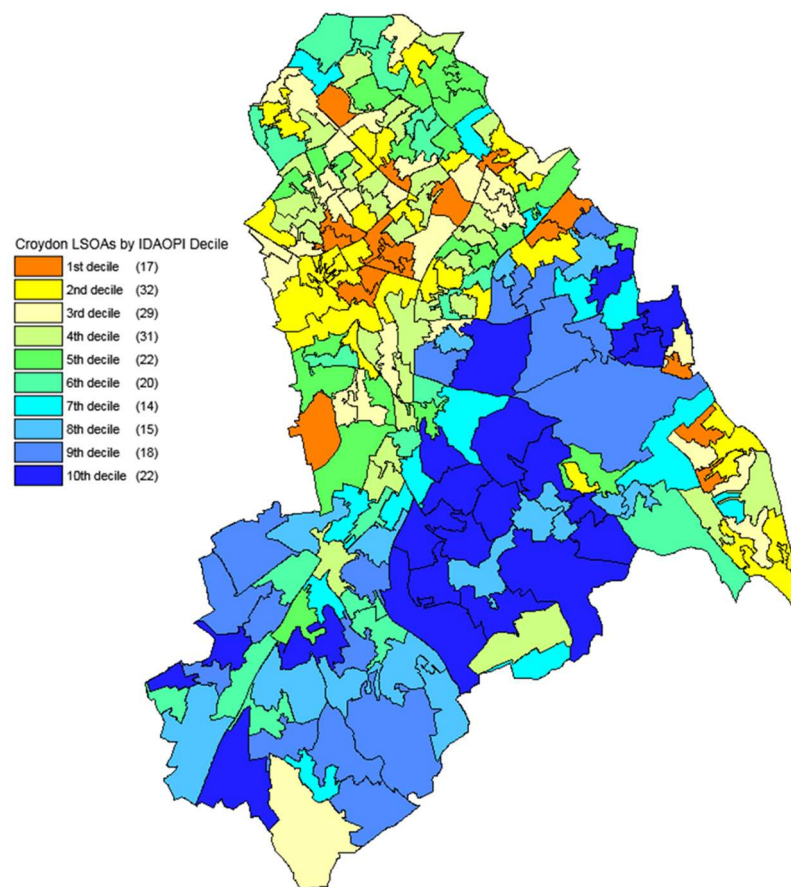 Croydon LSOAs by IDAOPI Decile
1st decile (17)
2nd decile (32)
3rd decile (29)
4th decile (31)
5th decile (22)
6th decile (20)
7th decile (14)
8th decile (15)
9th decile (18)
10th decile (22)